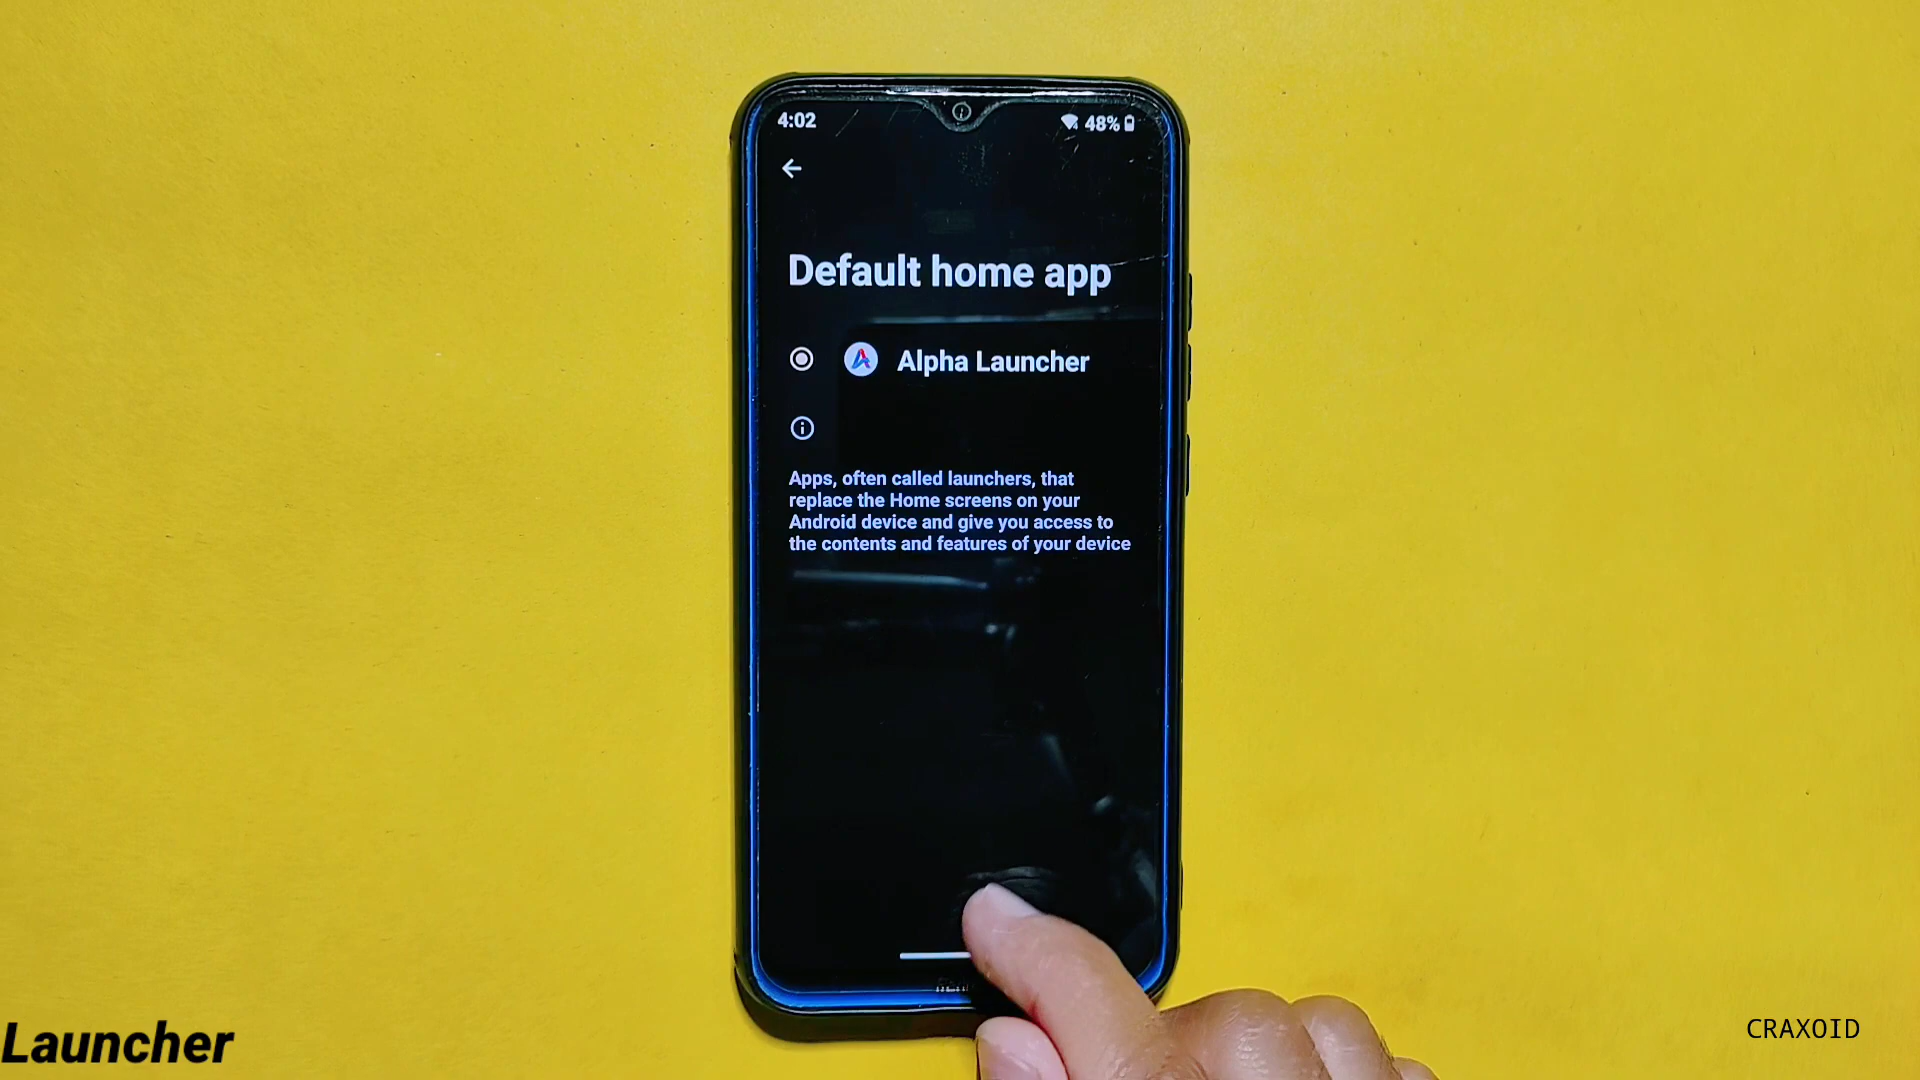 4:02
48%
Default home app
Alpha Launcher
Apps, often called launchers, that
replace the Home screens on your
Android device and give you access to
the contents and features of your device
Launcher
CRAXOID